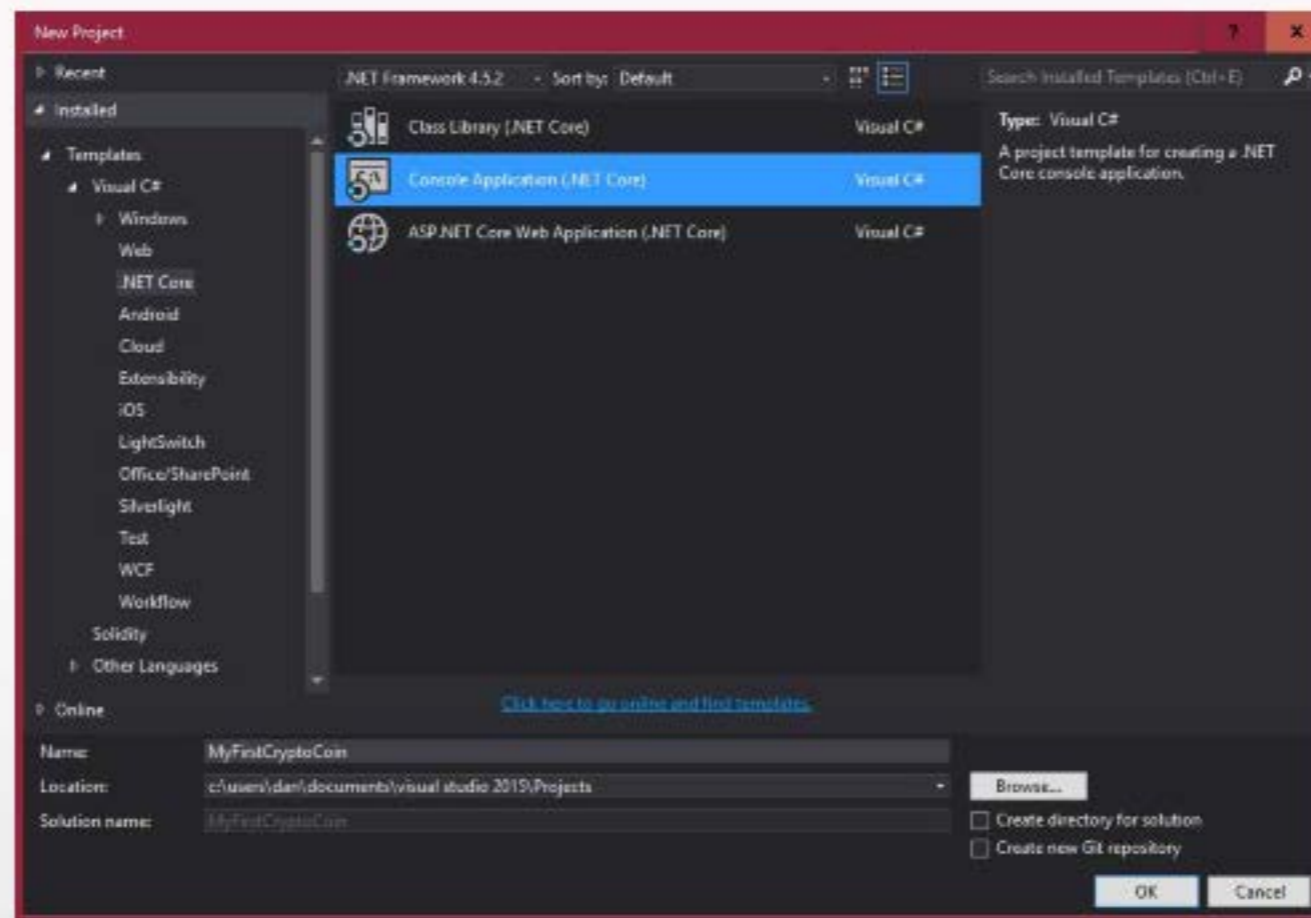 New Project
? x
Recent
.NET Framework 4.5.2 Sort by: Default
Search Installed Templates (Ctrl+E)
Installed
Templates
Visual C#
Windows
Web
.NET Core
Android
Cloud
Extensibility
iOS
LightSwitch
Office/SharePoint
Silverlight
Test
WCF
Workflow
Solidity
Other Languages
Online
Class Library (.NET Core) Visual C#
Console Application (.NET Core) Visual C#
ASP.NET Core Web Application (.NET Core) Visual C#
Click here to go online and find templates.
Type: Visual C#
A project template for creating a .NET
Core console application.
Name: MyFirstCryptoCoin
Location: c:\users\dan\documents\visual studio 2015\Projects
Browse...
Solution name: MyFirstCryptoCoin
Create directory for solution
Create new Git repository
OK Cancel